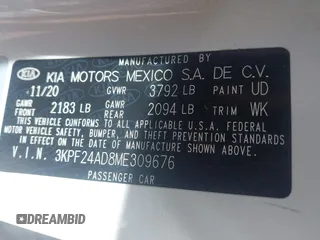 MANUFACTURED BY
KIA KIA MOTORS MEXICO S.A. DE C.V.
11/20 GVWR 3792 LB PAINT UD
GAWR FRONT 2183 LB GAWR REAR 2094 LB TRIM WK
THIS VEHICLE CONFORMS TO ALL APPLICABLE U.S. FEDERAL MOTOR VEHICLE
SAFETY, BUMPER, AND THEFT PREVENTION STANDARDS IN
EFFECT ON THE DATE OF MANUFACTURE SHOWN ABOVE.
V.I.N. 3KPF24AD8ME309676
PASSENGER CAR
BIDMOOD